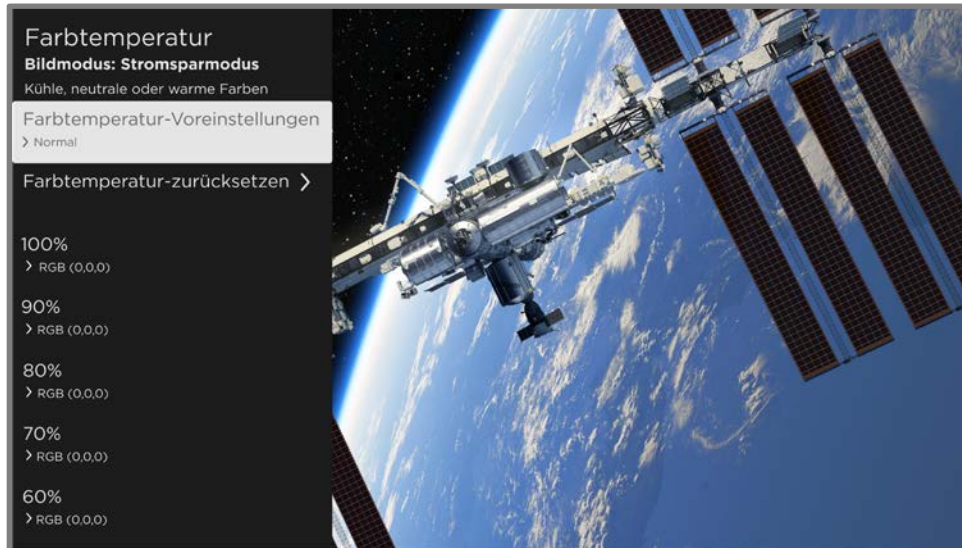 Farbtemperatur
Bildmodus: Stromsparmodus
Kühle, neutrale oder warme Farben
Farbtemperatur-Voreinstellungen
> Normal
Farbtemperatur-zurücksetzen >
100%
> RGB (0,0,0)
90%
> RGB (0,0,0)
80%
> RGB (0,0,0)
70%
> RGB (0,0,0)
60%
> RGB (0,0,0)